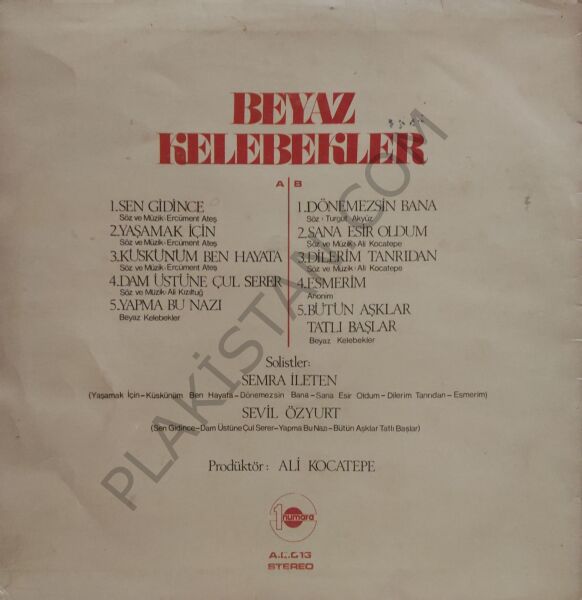 BEYAZ
KELEBEKLER
A B
1.SEN GİDİNCE
Söz ve Müzik: Ercüment Ateş
2.YAŞAMAK İÇİN
Söz ve Müzik: Ercüment Ateş
3.KÜSKÜNÜM BEN HAYATA
Söz ve Müzik: Ercüment Ateş
4.DAM ÜSTÜNE ÇUL SERER
Söz ve Müzik: Ali Kızıltuğ
5.YAPMA BU NAZI
Beyaz Kelebekler
1.DÖNEMEZSİN BANA
Söz : Turgut Akyüz
2.SANA ESİR OLDUM
Söz ve Müzik: Ali Kocatepe
3.DİLERİM TANRIDAN
Söz ve Müzik: Ali Kocatepe
4.ESMERİM
Anonim
5.BÜTÜN AŞKLAR
TATLI BAŞLAR
Beyaz Kelebekler
Solistler:
SEMRA İLETEN
(Yaşamak İçin-Küskünüm Ben Hayata-Dönemezsin Bana-Sana Esir Oldum-Dilerim Tanrıdan-Esmerim)
SEVİL ÖZYURT
(Sen Gidince-Dam Üstüne Çul Serer-Yapma Bu Nazı-Bütün Aşklar Tatlı Başlar)
Prodüktör: ALİ KOCATEPE
1 numara
STEREO
PLAKISTAN.COM